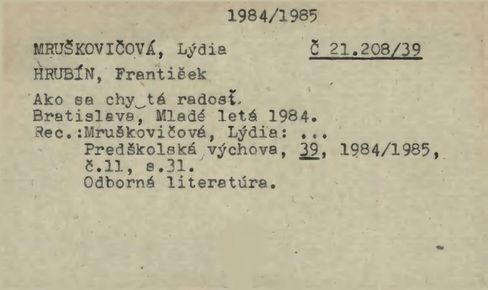 1984/1985
MRUŠKOVIČOVÁ, Lýdia Č 21.208/39
HRUBÍN, František
Ako sa chy_tá radosť.
Bratislava, Mladé letá 1984.
Rec.:Mruškovičová, Lýdia: ...
Predškolská výchova, 39, 1984/1985,
č.11, s.31.
Odborná literatúra.